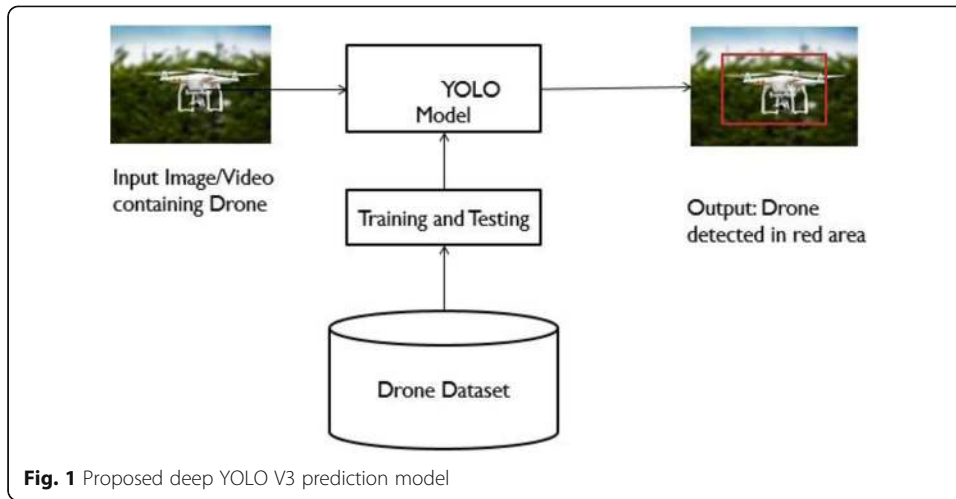 YOLO
Model
Input Image/Video
containing Drone
Training and Testing
Output: Drone
detected in red area
Drone Dataset
Fig. 1 Proposed deep YOLO V3 prediction model